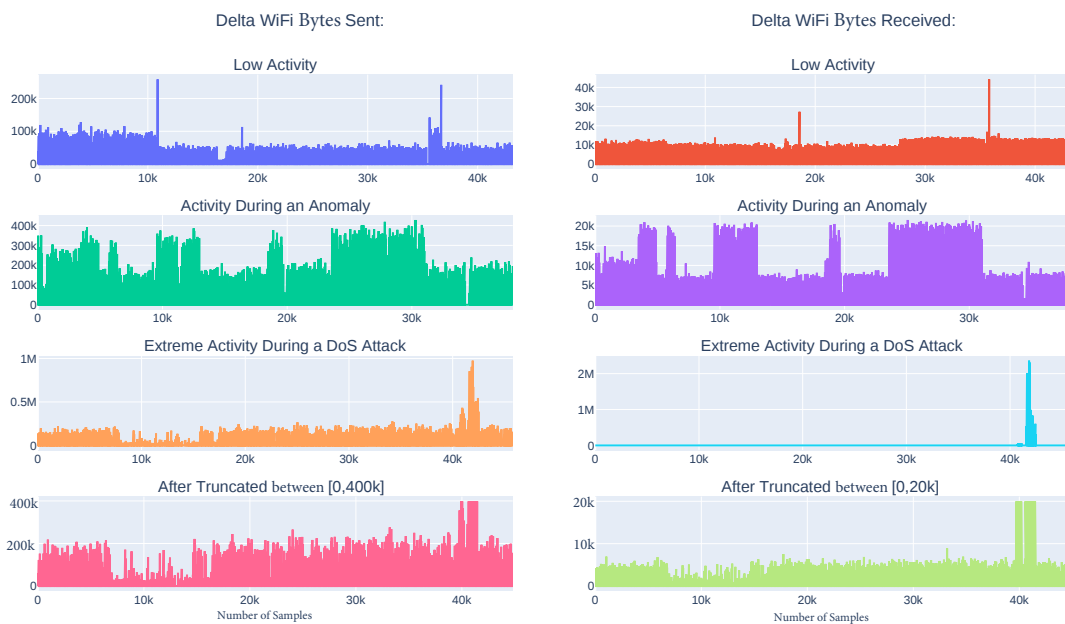 Delta WiFi Bytes Sent:
Low Activity
200k
100k
0
0 10k 20k 30k 40k
Activity During an Anomaly
400k
300k
200k
100k
0
0 10k 20k 30k
Extreme Activity During a DoS Attack
1M
0.5M
0
0 10k 20k 30k 40k
After Truncated between [0,400k]
400k
200k
0
0 10k 20k 30k 40k
Number of Samples
Delta WiFi Bytes Received:
Low Activity
40k
30k
20k
10k
0
0 10k 20k 30k 40k
Activity During an Anomaly
20k
15k
10k
5k
0
0 10k 20k 30k
Extreme Activity During a DoS Attack
2M
1M
0
0 10k 20k 30k 40k
After Truncated between [0,20k]
20k
10k
0
0 10k 20k 30k 40k
Number of Samples